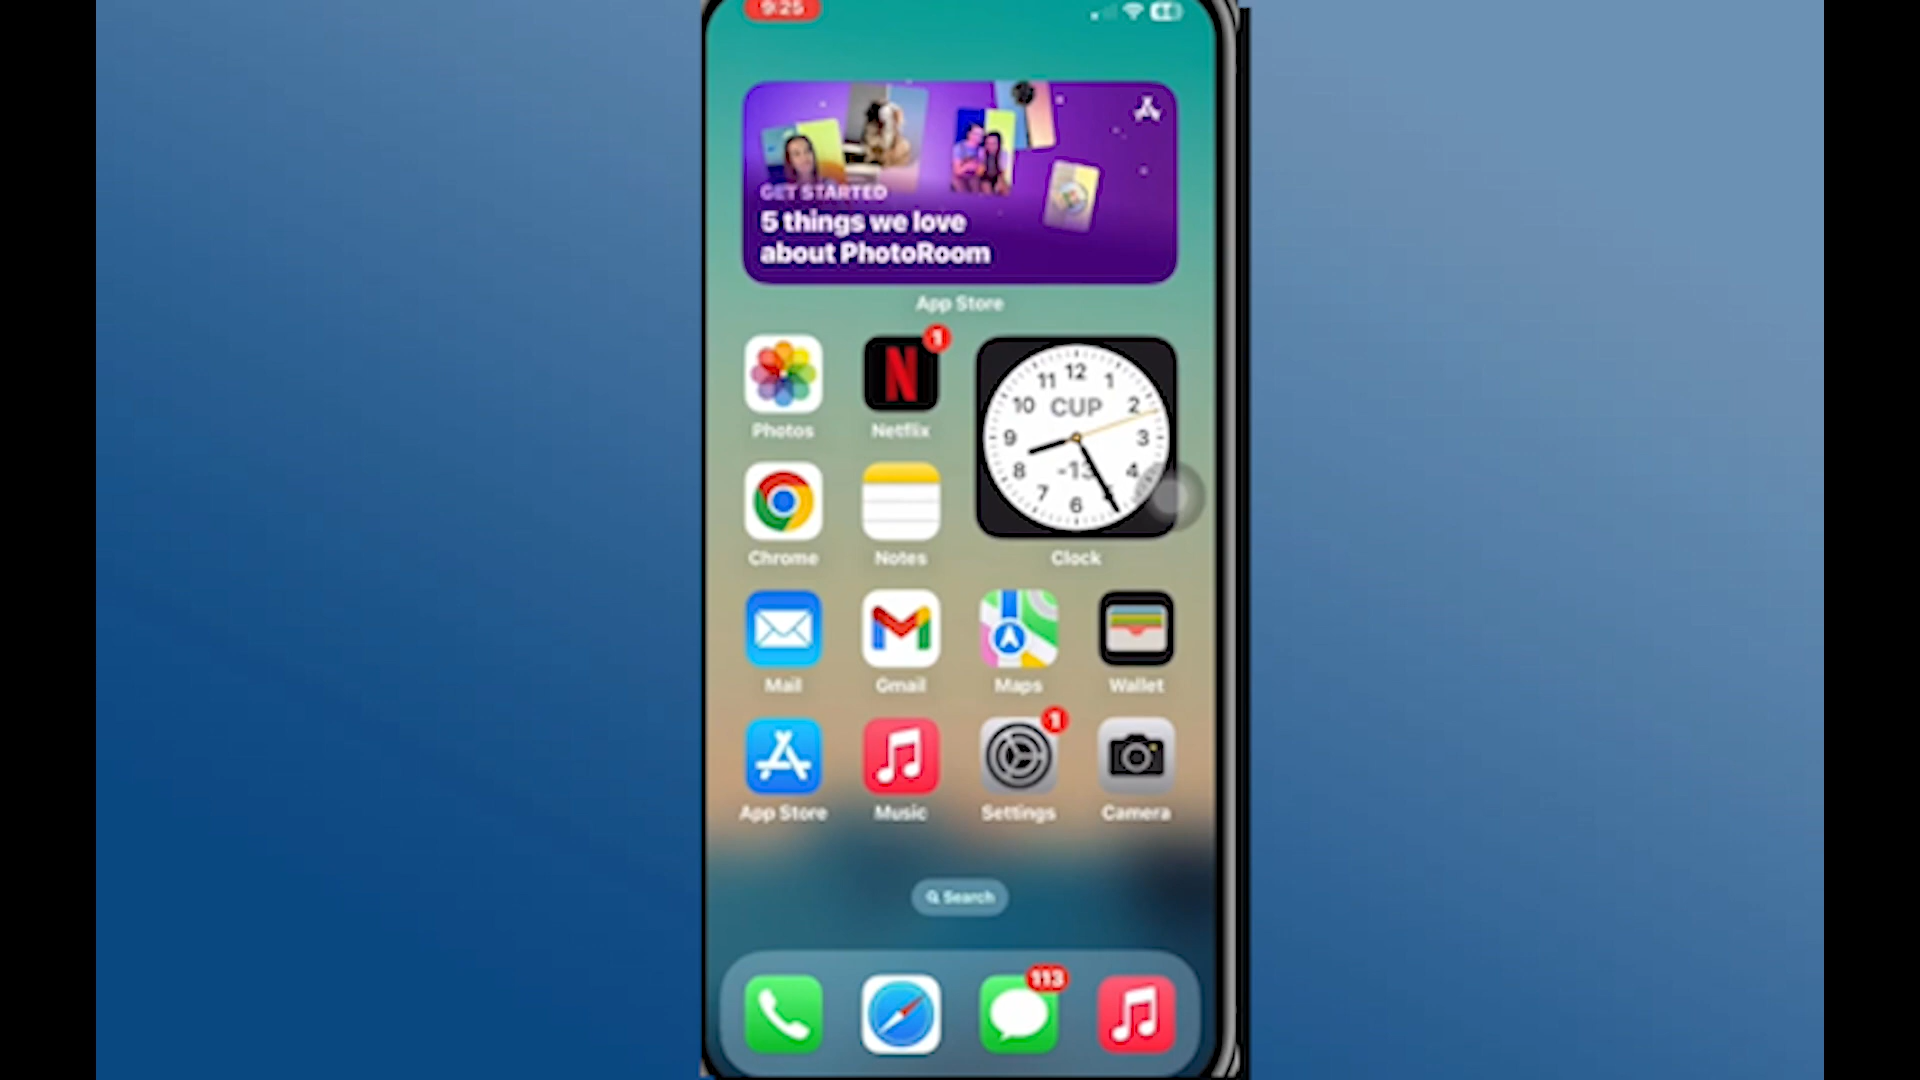 9:25
GET STARTED
5 things we love
about PhotoRoom
App Store
Photos
Netflix
1
N
12
11
1
10
CUP
2
9
3
8
-13
4
7
6
Clock
Chrome
Notes
Mail
Gmail
Maps
Wallet
App Store
Music
Settings
1
Camera
Search
113